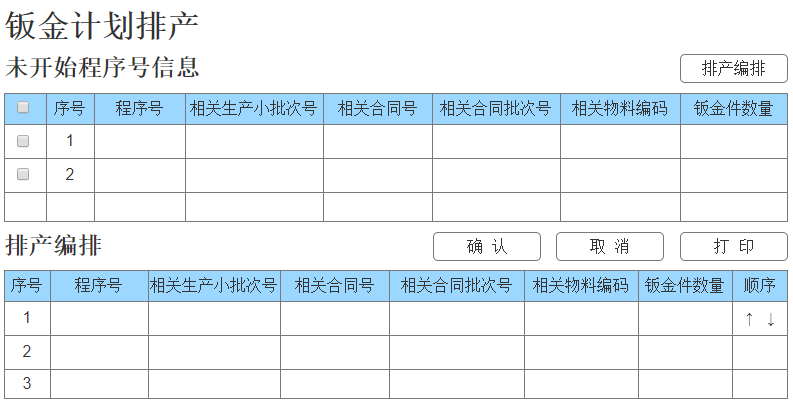 钣金计划排产
未开始程序号信息 排产编排
序号 程序号 相关生产小批次号 相关合同号 相关合同批次号 相关物料编码 钣金件数量
1
2
排产编排 确 认 取 消 打 印
序号 程序号 相关生产小批次号 相关合同号 相关合同批次号 相关物料编码 钣金件数量 顺序
1 ↑ ↓
2
3